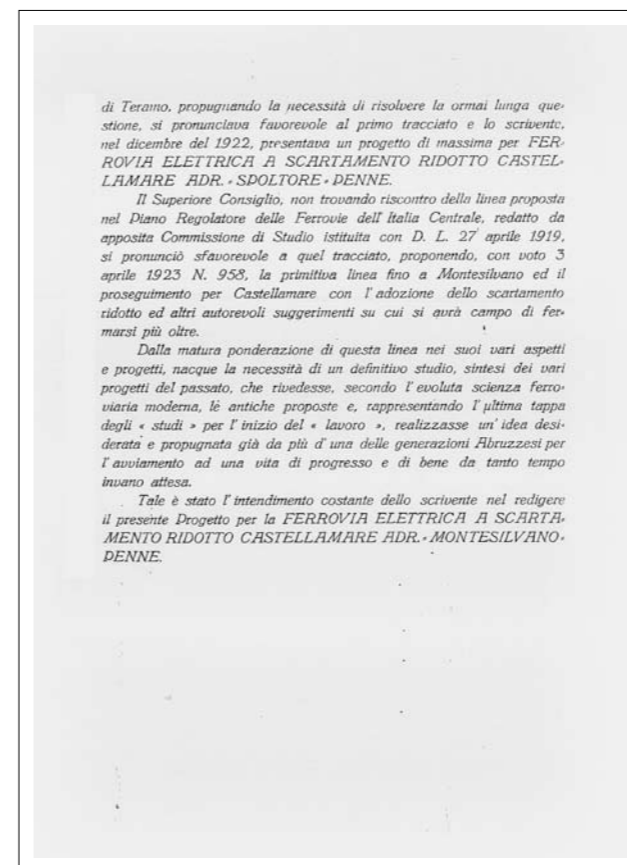 di Teramo, propugnando la necessità di risolvere la ormai lunga que-
stione, si pronunciava favorevole al primo tracciato e lo scrivente,
nel dicembre del 1922, presentava un progetto di massima per FER-
ROVIA ELETTRICA A SCARTAMENTO RIDOTTO CASTEL-
LAMARE ADR. - SPOLTORE - PENNE.
Il Superiore Consiglio, non trovando riscontro della linea proposta
nel Piano Regolatore delle Ferrovie dell'Italia Centrale, redatto da
apposita Commissione di Studio istituita con D. L. 27 aprile 1919,
si pronunciò sfavorevole a quel tracciato, proponendo, con voto 3
aprile 1923 N. 958, la primitiva linea fino a Montesilvano ed il
proseguimento per Castellamare con l'adozione dello scartamento
ridotto ed altri autorevoli suggerimenti su cui si avrà campo di fer-
marsi più oltre.
Dalla matura ponderazione di questa linea nei suoi vari aspetti
e progetti, nacque la necessità di un definitivo studio, sintesi dei vari
progetti del passato, che rivedesse, secondo l'evoluta scienza ferro-
viaria moderna, le antiche proposte e, rappresentando l'ultima tappa
degli « studi » per l'inizio del « lavoro », realizzasse un'idea desi-
derata e propugnata già da più d'una delle generazioni Abruzzesi per
l'avviamento ad una vita di progresso e di bene da tanto tempo
invano attesa.
Tale è stato l'intendimento costante dello scrivente nel redigere
il presente Progetto per la FERROVIA ELETTRICA A SCARTA-
MENTO RIDOTTO CASTELLAMARE ADR. - MONTESILVANO -
PENNE.